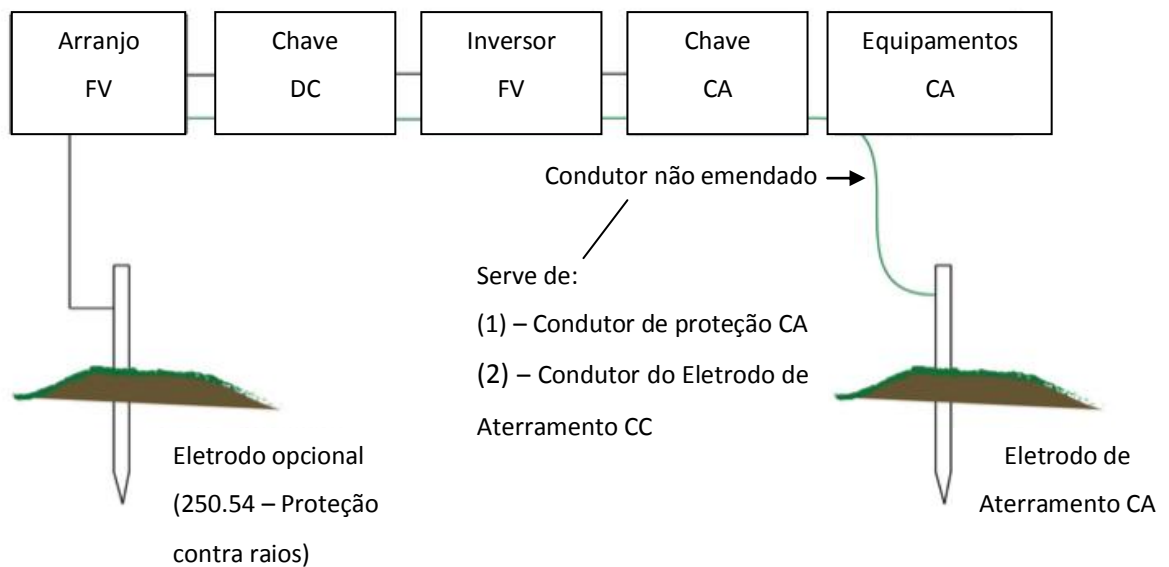 Arranjo
FV
Chave
DC
Inversor
FV
Chave
CA
Equipamentos
CA
Condutor não emendado
Serve de:
(1) – Condutor de proteção CA
(2) – Condutor do Eletrodo de
Aterramento CC
Eletrodo opcional
(250.54 – Proteção
contra raios)
Eletrodo de
Aterramento CA